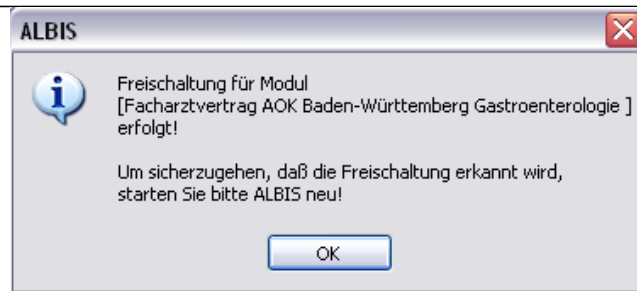 ALBIS
Freischaltung für Modul
[Facharztvertrag AOK Baden-Württemberg Gastroenterologie ]
erfolgt!
Um sicherzugehen, daß die Freischaltung erkannt wird,
starten Sie bitte ALBIS neu!
OK